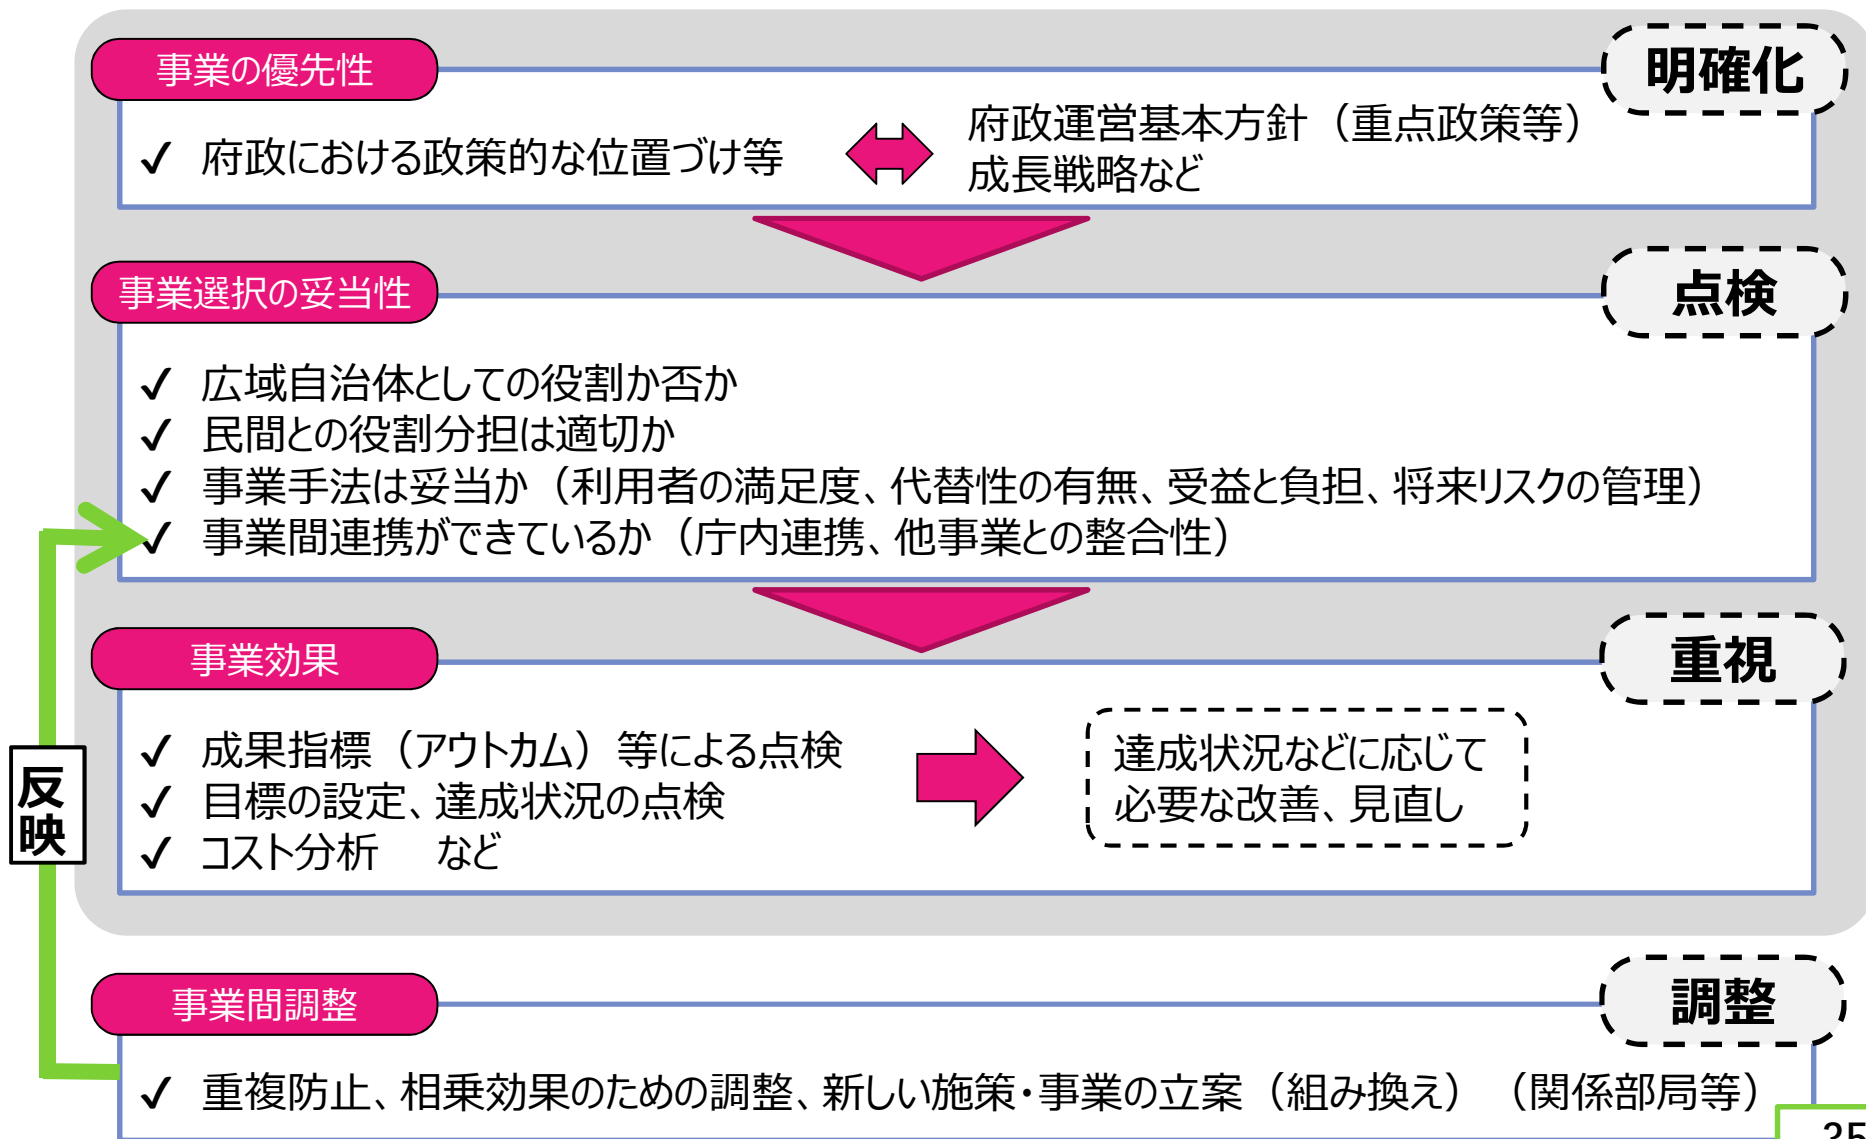 事業の優先性
明確化
✓ 府政における政策的な位置づけ等
府政運営基本方針（重点政策等）
成長戦略など
事業選択の妥当性
点検
✓ 広域自治体としての役割か否か
✓ 民間との役割分担は適切か
✓ 事業手法は妥当か（利用者の満足度、代替性の有無、受益と負担、将来リスクの管理）
✓ 事業間連携ができているか（庁内連携、他事業との整合性）
事業効果
重視
✓ 成果指標（アウトカム）等による点検
✓ 目標の設定、達成状況の点検
✓ コスト分析　など
達成状況などに応じて
必要な改善、見直し
反映
事業間調整
調整
✓ 重複防止、相乗効果のための調整、新しい施策・事業の立案（組み換え）（関係部局等）